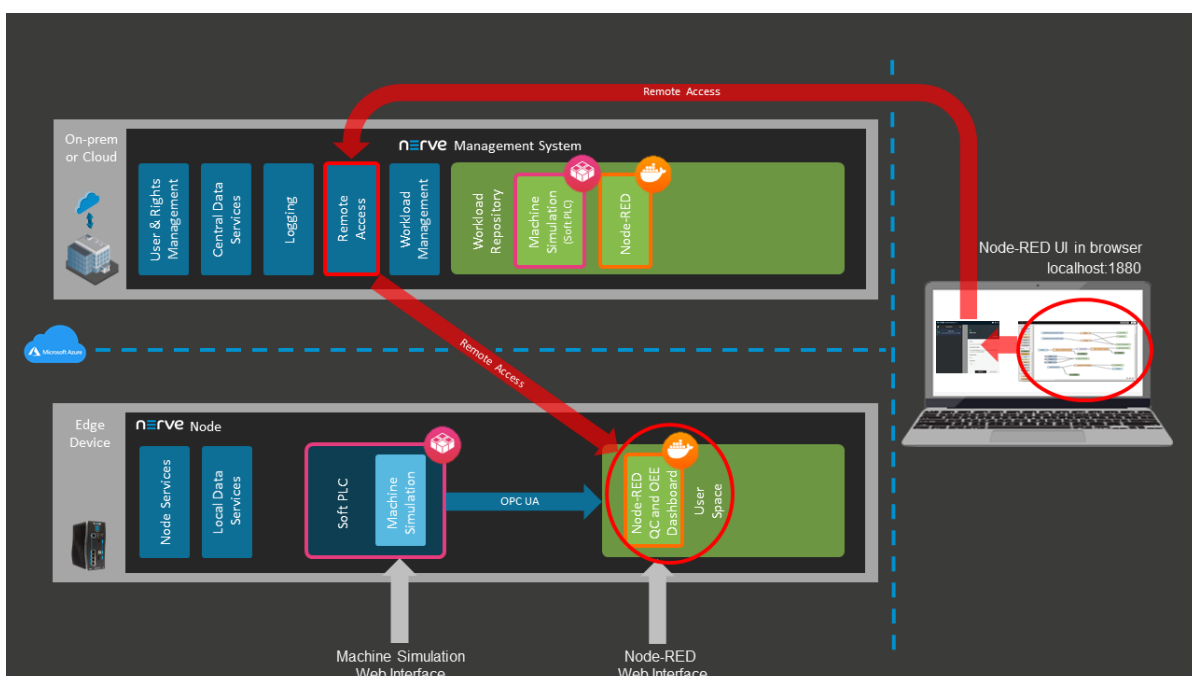 Remote Access
On-prem
or Cloud
nerve Management System
User & Rights
Management
Central Data
Services
Logging
Remote
Access
Workload
Management
Workload
Repository
Machine
Simulation
(Soft PLC)
Node-RED
Node-RED UI in browser
localhost:1880
Microsoft Azure
Remote Access
Edge
Device
nerve Node
Node Services
Local Data
Services
Soft PLC
Machine
Simulation
OPC UA
Node-RED
QC and OEE
Dashboard
User
Space
Machine Simulation
Web Interface
Node-RED
Web Interface